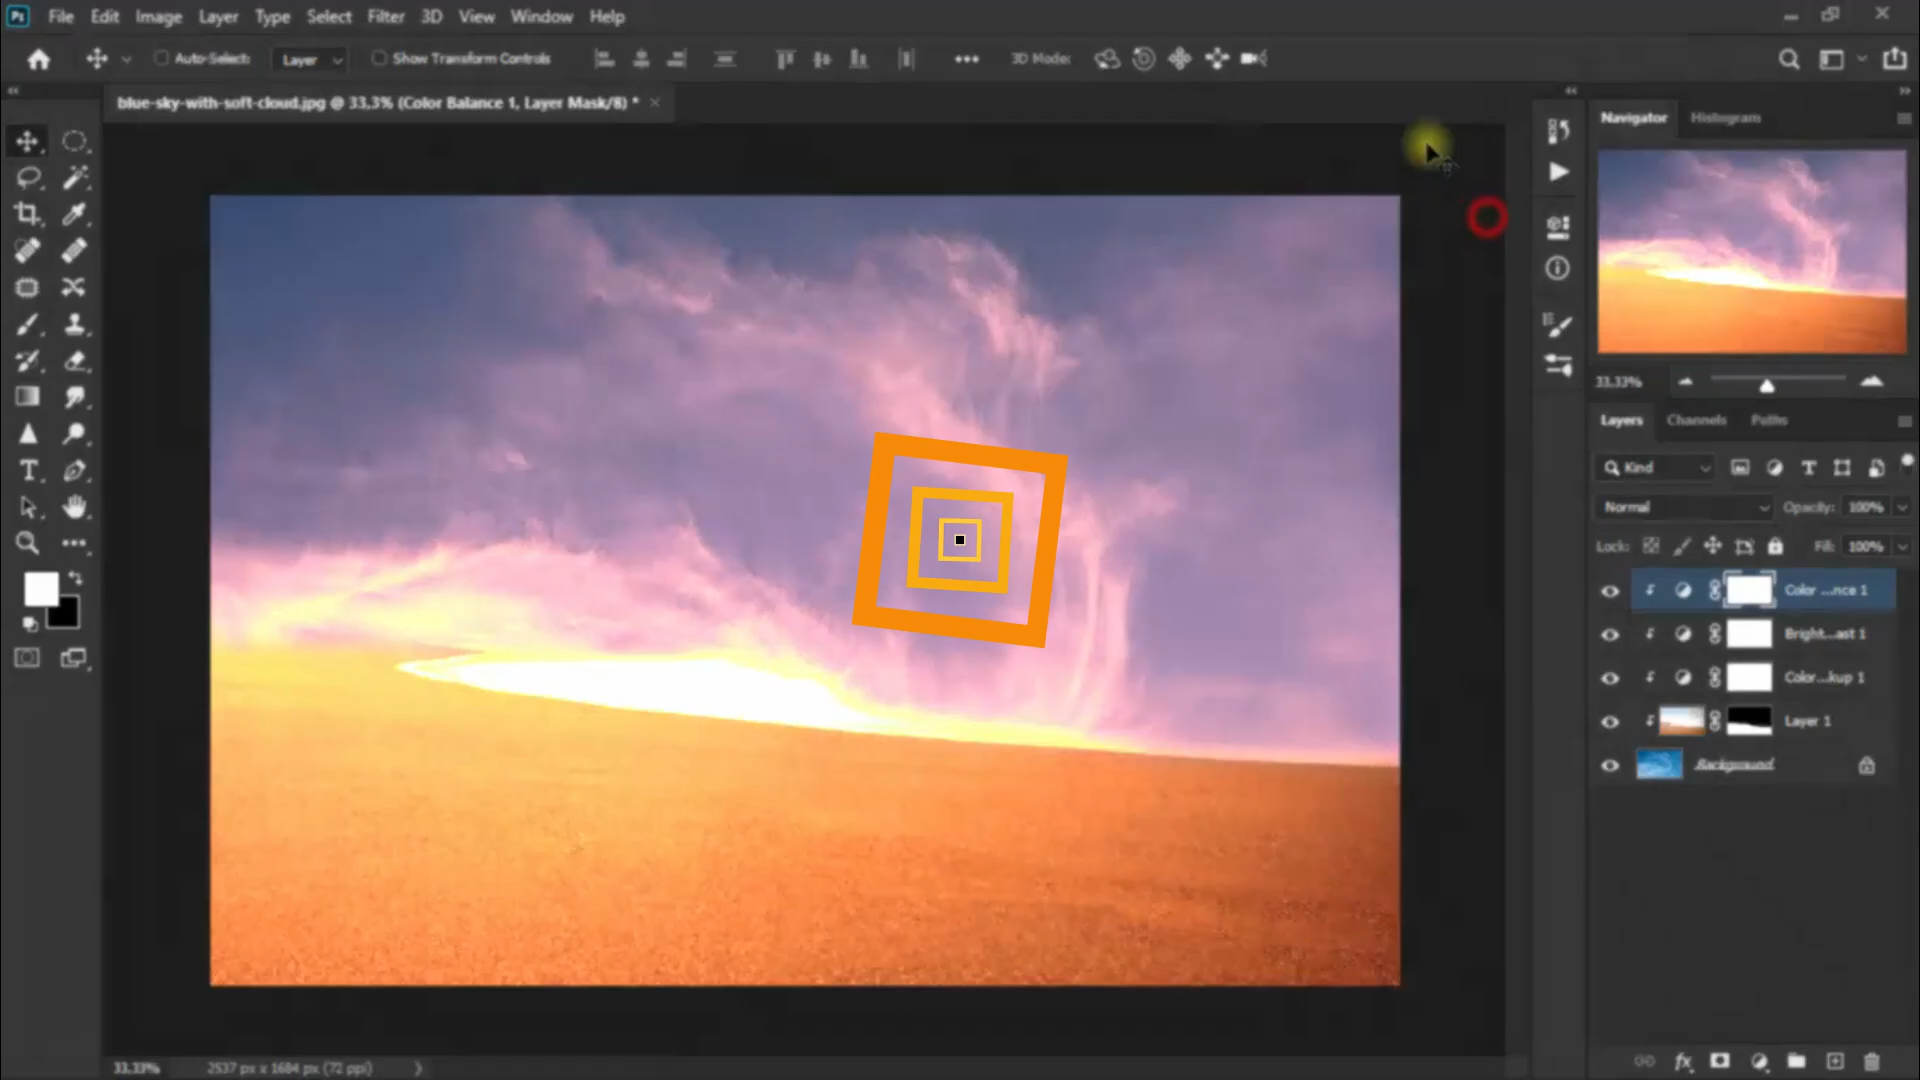 Ps File Edit Image Layer Type Select Filter 3D View Window Help
Auto-Select: Layer Show Transform Controls 3D Mode:
blue-sky-with-soft-cloud.jpg @ 33,3% (Color Balance 1, Layer Mask/8) *
Navigator Histogram
33.33%
Layers Channels Paths
Kind
Normal Opacity: 100%
Lock: Fill: 100%
Color ...nce 1
Bright...ast 1
Color...kup 1
Layer 1
Background
33.33% 2537 px x 1684 px (72 ppi)